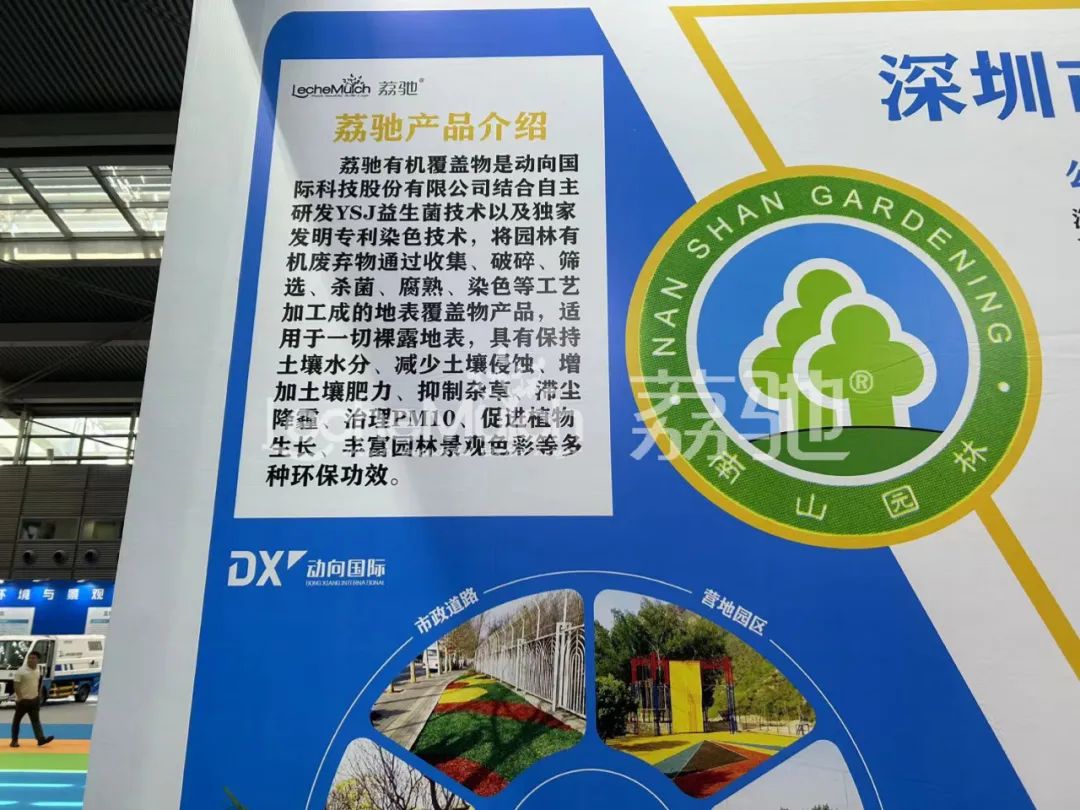 LecheMulch 荔驰®
荔驰产品介绍
荔驰有机覆盖物是动向国
际科技股份有限公司结合自主
研发YSJ益生菌技术以及独家
发明专利染色技术，将园林有
机废弃物通过收集、破碎、筛
选、杀菌、腐熟、染色等工艺
加工成的地表覆盖物产品，适
用于一切裸露地表，具有保持
土壤水分、减少土壤侵蚀、增
加土壤肥力、抑制杂草、滞尘
降霾、治理PM10、促进植物
生长、丰富园林景观色彩等多
种环保功效。
DX 动向国际
DONG XIANG INTERNATIONAL
市政道路
营地园区
深圳市
NAN SHAN GARDENING
南山园林
LecheMulch 荔驰®
环境与景观